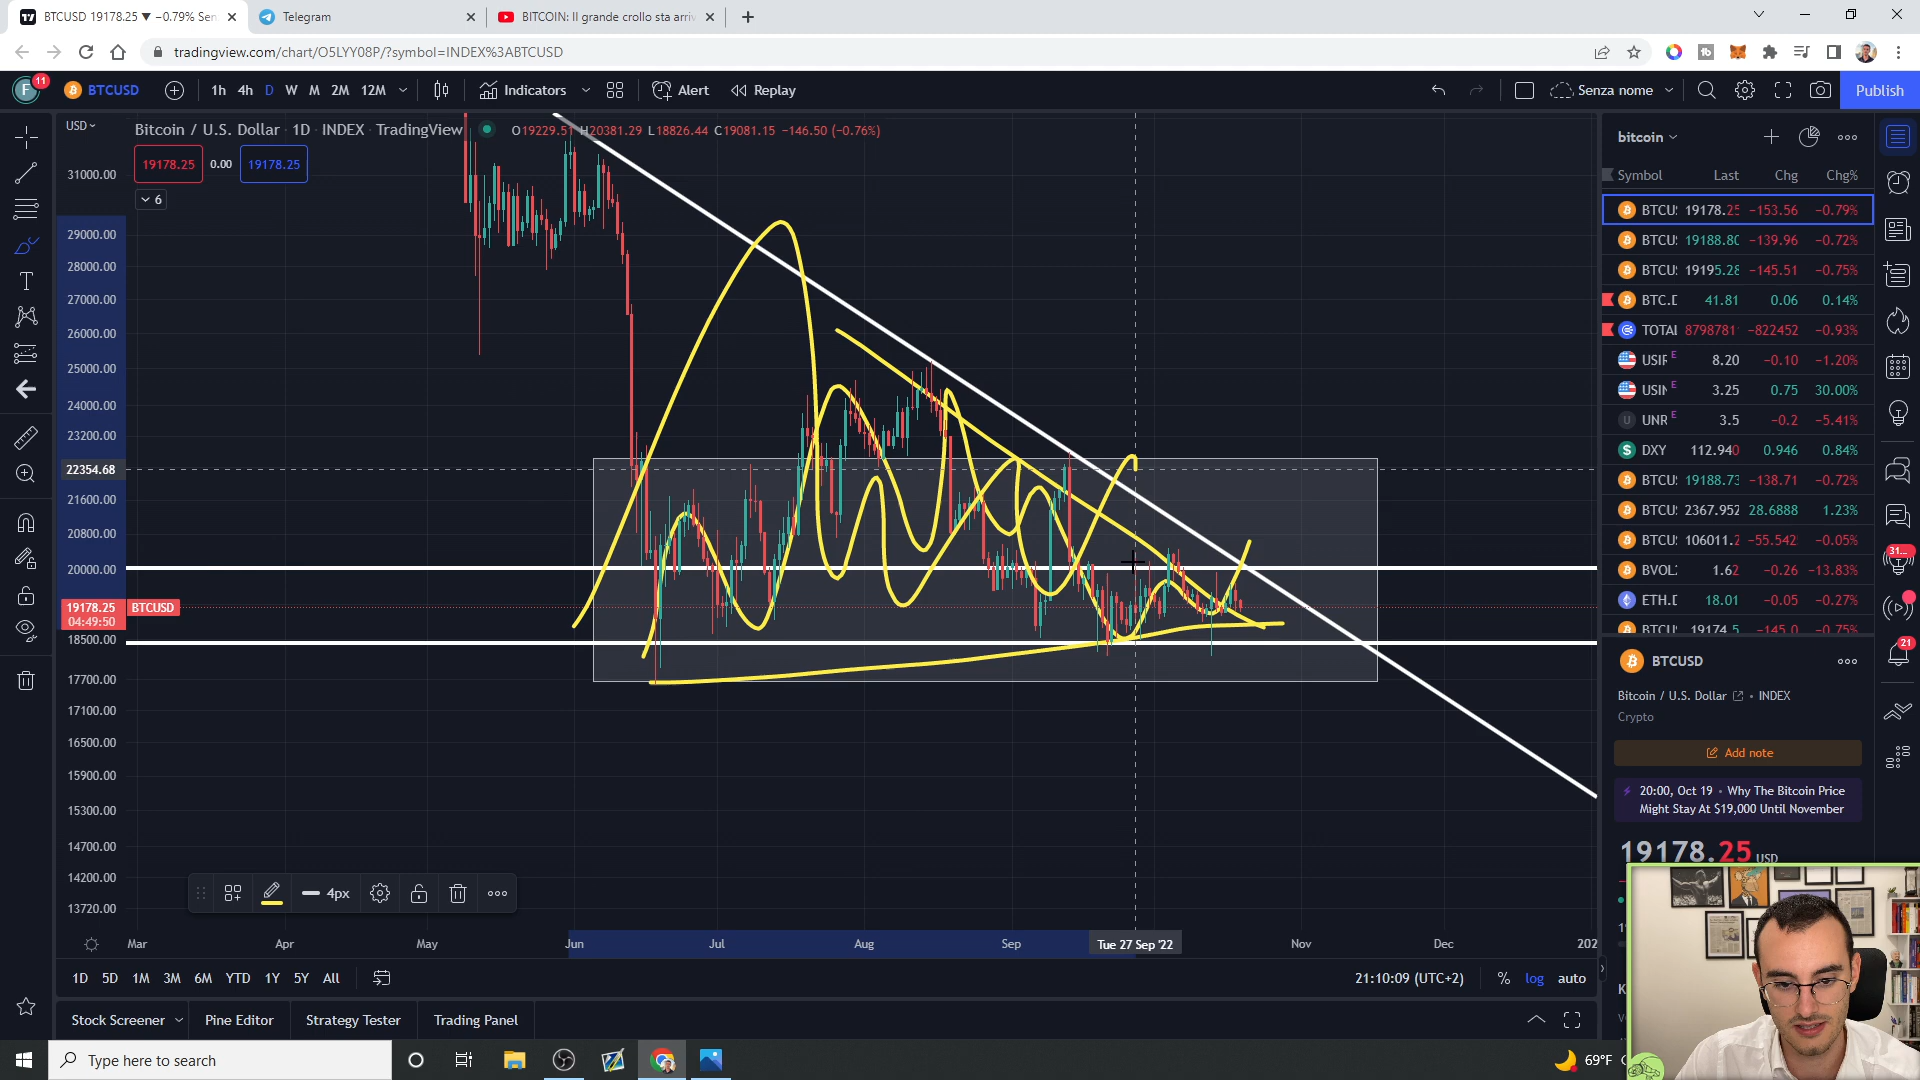 BTCUSD 19178.25 ▼ −0.79% Sen
Telegram
BITCOIN: Il grande crollo sta arriv
tradingview.com/chart/O5LYY08P/?symbol=INDEX%3ABTCUSD
11
BTCUSD
1h 4h D W M 2M 12M
Indicators
Alert
Replay
Senza nome
Publish
USD
Bitcoin / U.S. Dollar · 1D · INDEX · TradingView
O19229.51 H20381.29 L18826.44 C19081.15 −146.50 (−0.76%)
19178.25 0.00 19178.25
6
31000.00
29000.00
28000.00
27000.00
26000.00
25000.00
24000.00
23200.00
22354.68
21600.00
20800.00
20000.00
19178.25 BTCUSD
04:49:50
18500.00
17700.00
17100.00
16500.00
15900.00
15300.00
14700.00
14200.00
13720.00
4px
Mar Apr May Jun Jul Aug Sep Tue 27 Sep '22 Nov Dec 202
1D 5D 1M 3M 6M YTD 1Y 5Y All
21:10:09 (UTC+2) % log auto
Stock Screener Pine Editor Strategy Tester Trading Panel
bitcoin
Symbol Last Chg Chg%
BTCU 19178.25 −153.56 −0.79%
BTCU 19188.80 −139.96 −0.72%
BTCU 19195.28 −145.51 −0.75%
BTC.D 41.81 0.06 0.14%
TOTAL 8798781 −822452 −0.93%
USIF E 8.20 −0.10 −1.20%
USIN E 3.25 0.75 30.00%
UNR E 3.5 −0.2 −5.41%
DXY 112.940 0.946 0.84%
BTCU 19188.73 −138.71 −0.72%
BTCU 2367.952 28.6888 1.23%
BTCU 106011.2 −55.542 −0.05%
BVOL 1.62 −0.26 −13.83%
ETH.D 18.01 −0.05 −0.27%
BTCU 19174.5 −145.0 −0.75%
BTCUSD
Bitcoin / U.S. Dollar • INDEX
Crypto
Add note
20:00, Oct 19 • Why The Bitcoin Price
Might Stay At $19,000 Until November
19178.25 USD
31...
21
Type here to search
69°F